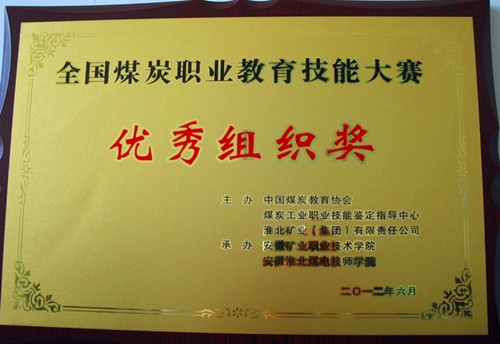 全国煤炭职业教育技能大赛
优秀组织奖
主 办 中国煤炭教育协会
煤炭工业职业技能鉴定指导中心
淮北矿业（集团）有限责任公司
承 办 安徽矿业职业技术学院
安徽淮北煤电技师学院
二〇一二年六月